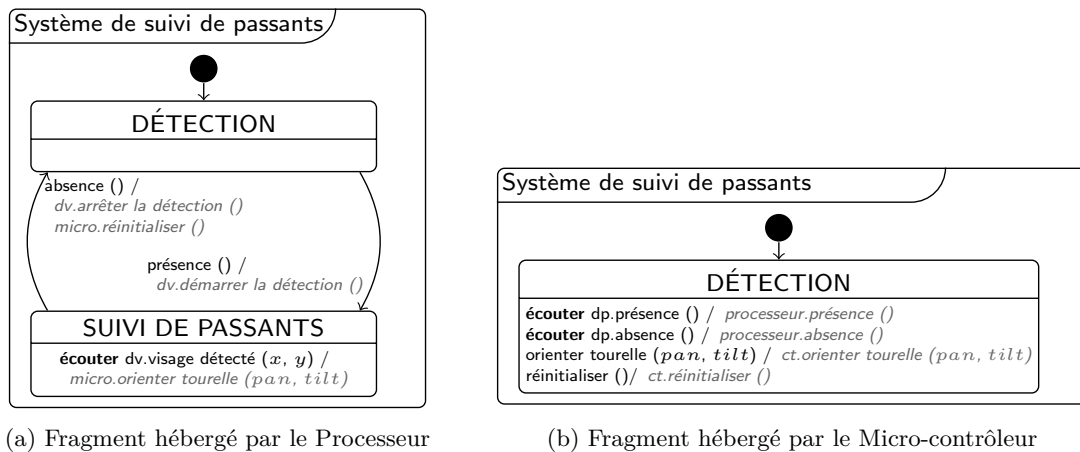 Système de suivi de passants
DÉTECTION
absence () /
dv.arrêter la détection ()
micro.réinitialiser ()
présence () /
dv.démarrer la détection ()
SUIVI DE PASSANTS
écouter dv.visage détecté (x, y) /
micro.orienter tourelle (pan, tilt)
(a) Fragment hébergé par le Processeur
Système de suivi de passants
DÉTECTION
écouter dp.présence () / processeur.présence ()
écouter dp.absence () / processeur.absence ()
orienter tourelle (pan, tilt) / ct.orienter tourelle (pan, tilt)
réinitialiser ()/ ct.réinitialiser ()
(b) Fragment hébergé par le Micro-contrôleur